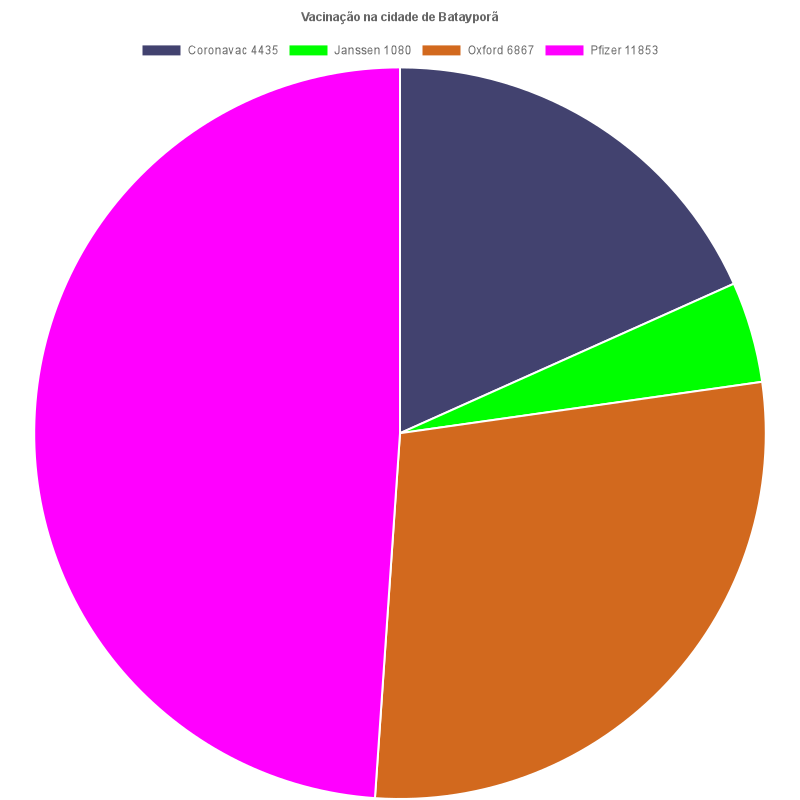 Vacinação na cidade de Batayporã
Coronavac 4435 Janssen 1080 Oxford 6867 Pfizer 11853